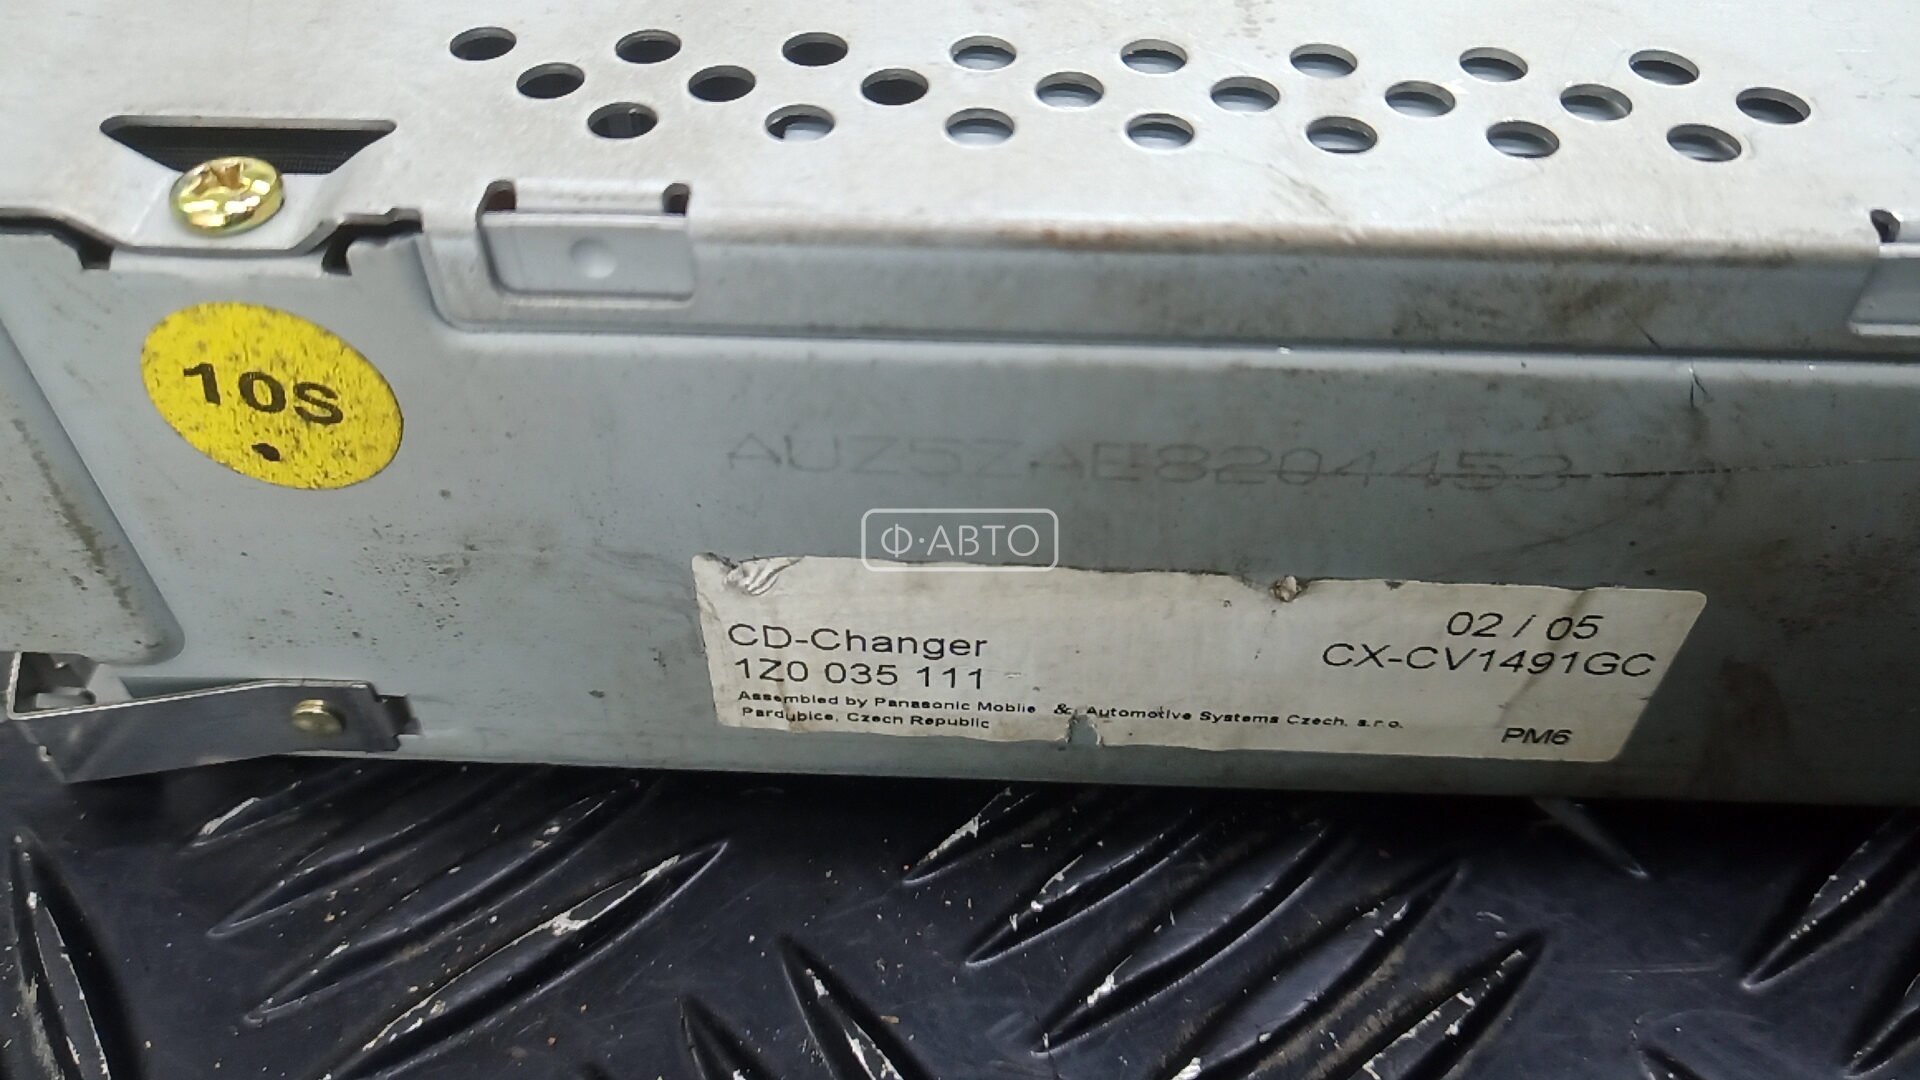 10S
AUZ5ZAE8204453
Ф·АВТО
CD-Changer
1Z0 035 111
02 / 05
CX-CV1491GC
Assembled by Panasonic Mobile & Automotive Systems Czech. s.r.o.
Pardubice, Czech Republic
PM6